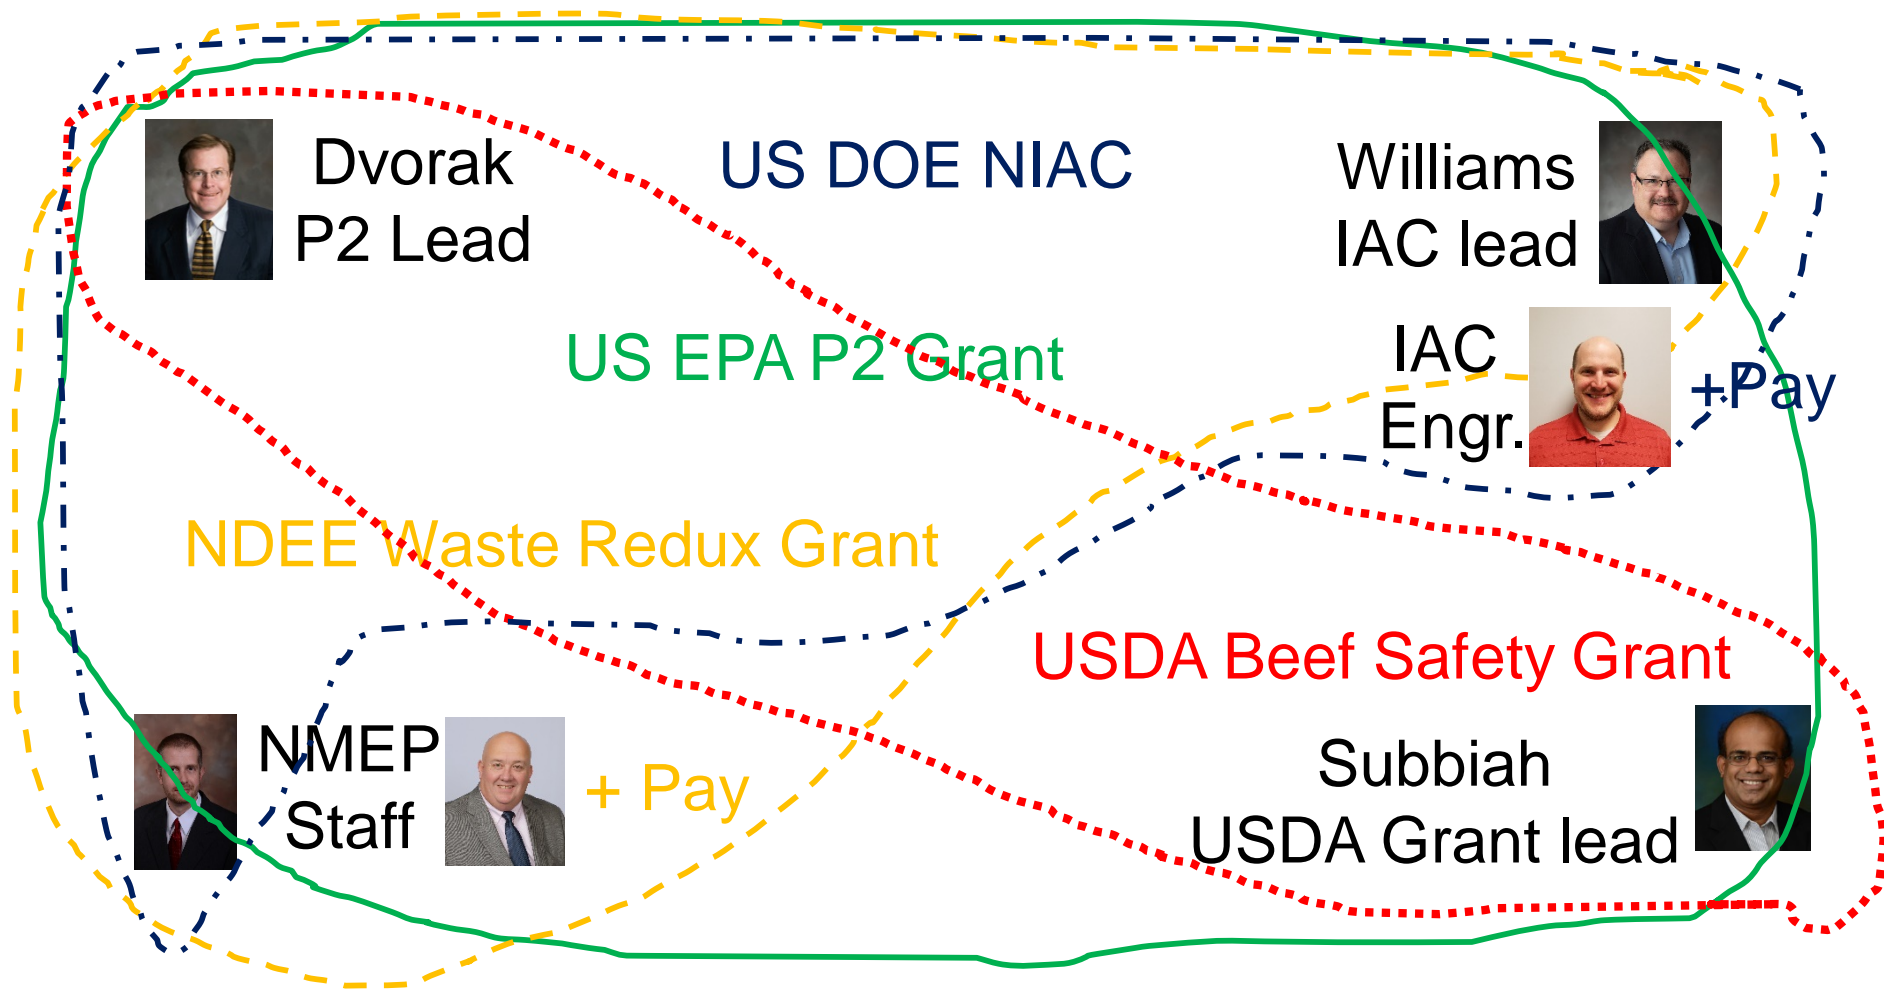 Dvorak
P2 Lead
US DOE NIAC
Williams
IAC lead
US EPA P2 Grant
IAC
Engr.
+Pay
NDEE Waste Redux Grant
USDA Beef Safety Grant
NMEP
Staff
+ Pay
Subbiah
USDA Grant lead